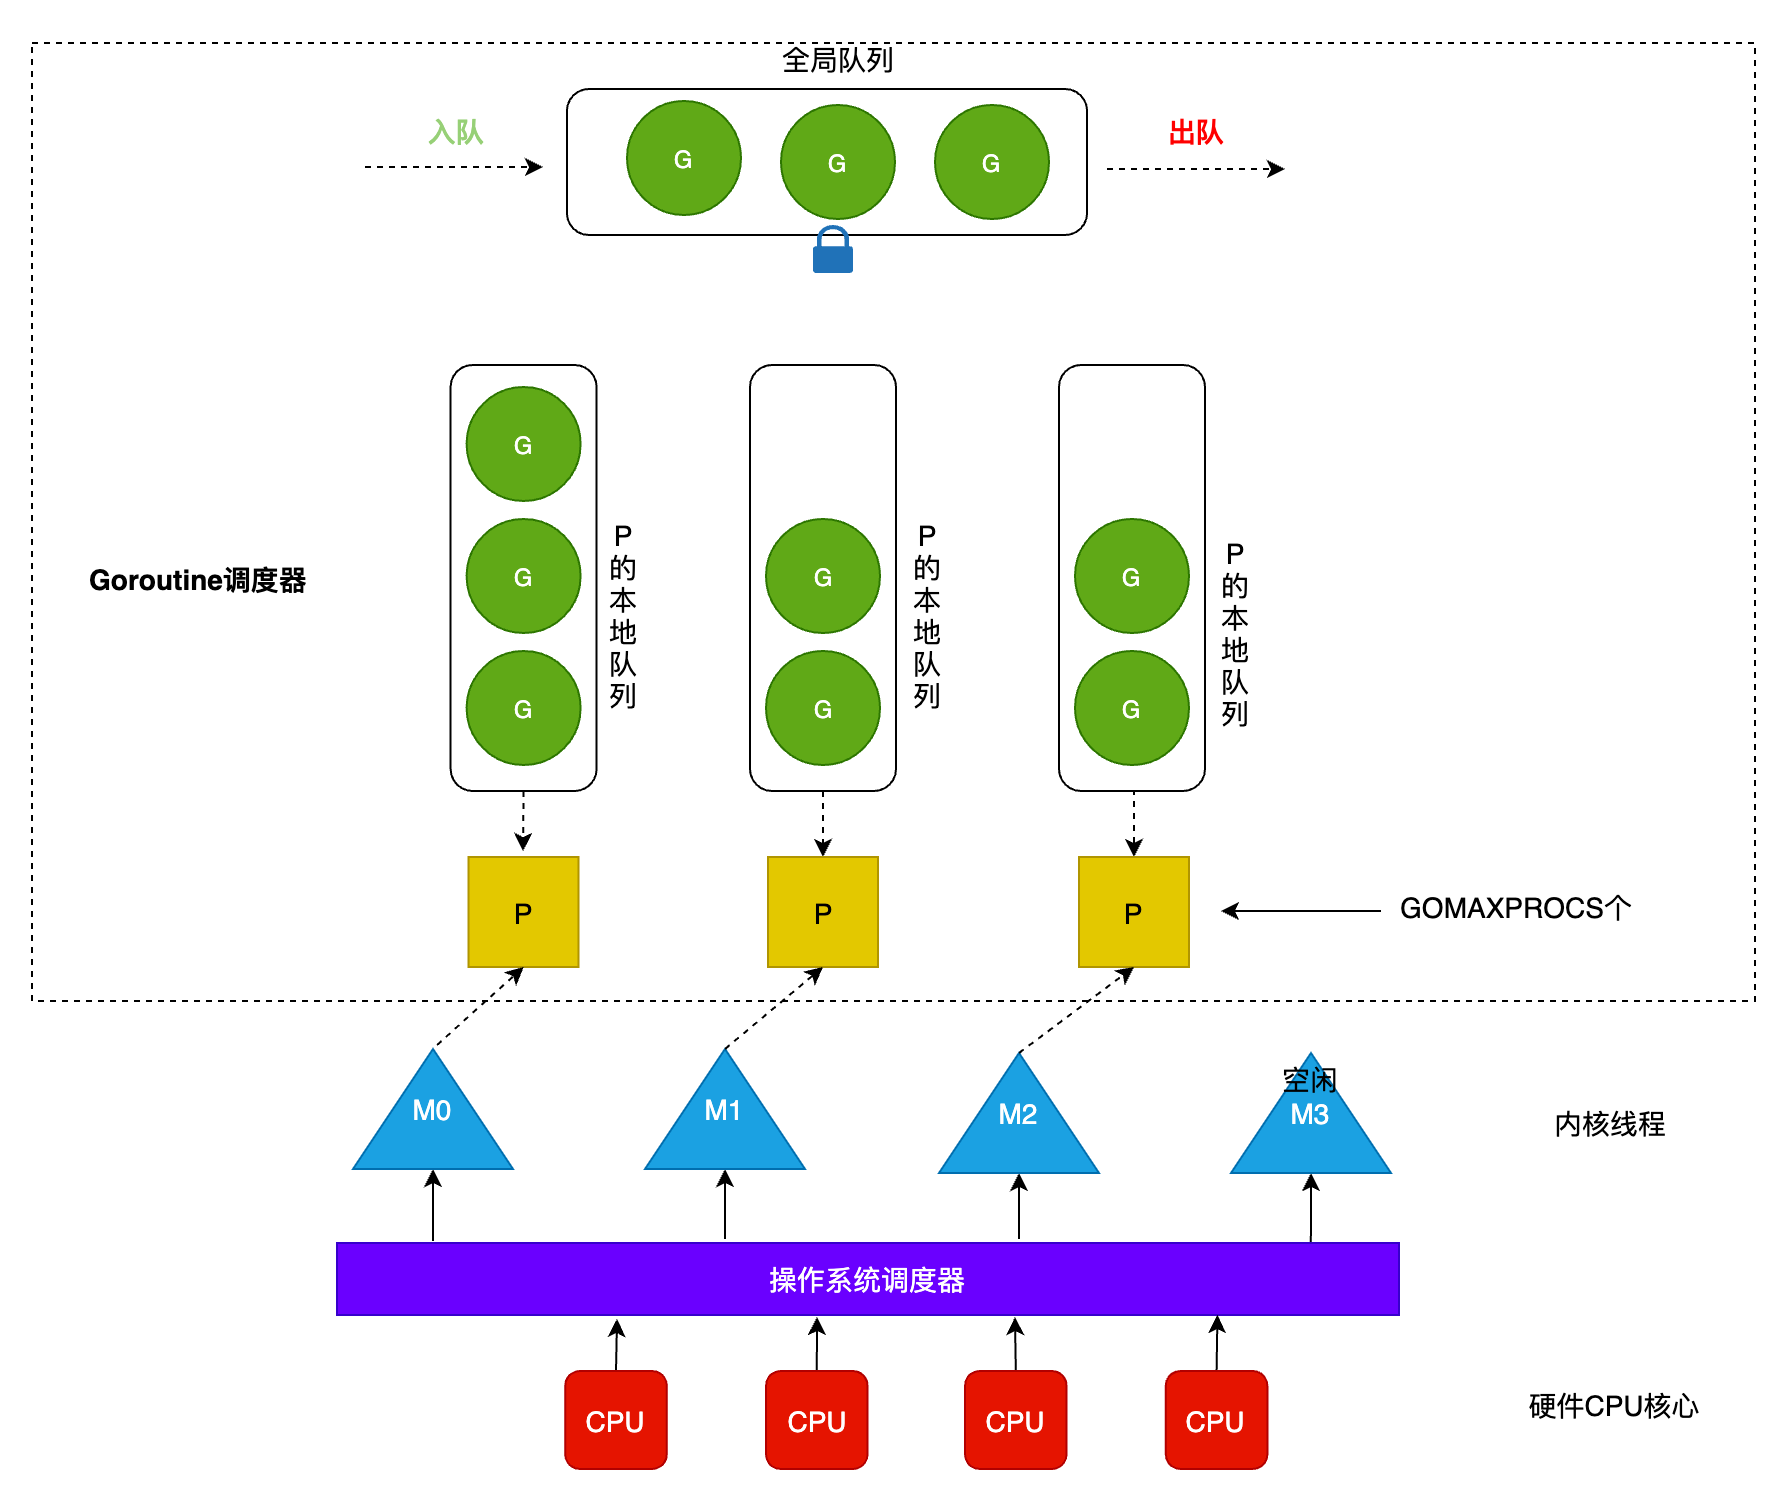 全局队列
入队
出队
G
G
G
G
G
G
G
G
G
G
P的本地队列
P的本地队列
P的本地队列
Goroutine调度器
P
P
P
GOMAXPROCS个
M0
M1
M2
空闲
M3
内核线程
操作系统调度器
CPU
CPU
CPU
CPU
硬件CPU核心